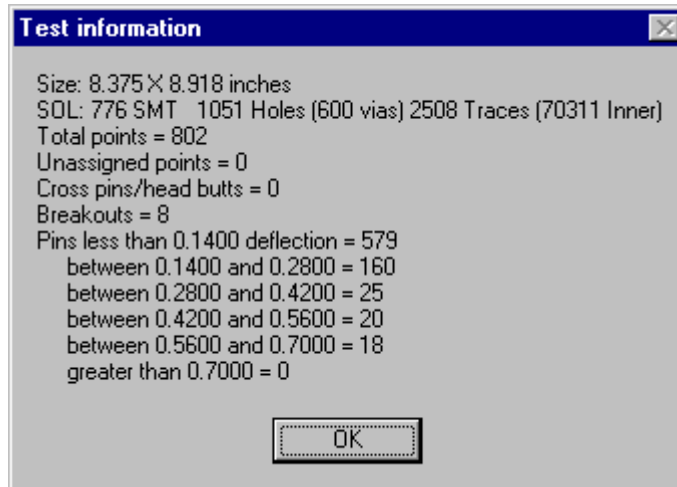 Test information
Size: 8.375 X 8.918 inches
SOL: 776 SMT 1051 Holes (600 vias) 2508 Traces (70311 Inner)
Total points = 802
Unassigned points = 0
Cross pins/head butts = 0
Breakouts = 8
Pins less than 0.1400 deflection = 579
between 0.1400 and 0.2800 = 160
between 0.2800 and 0.4200 = 25
between 0.4200 and 0.5600 = 20
between 0.5600 and 0.7000 = 18
greater than 0.7000 = 0
OK